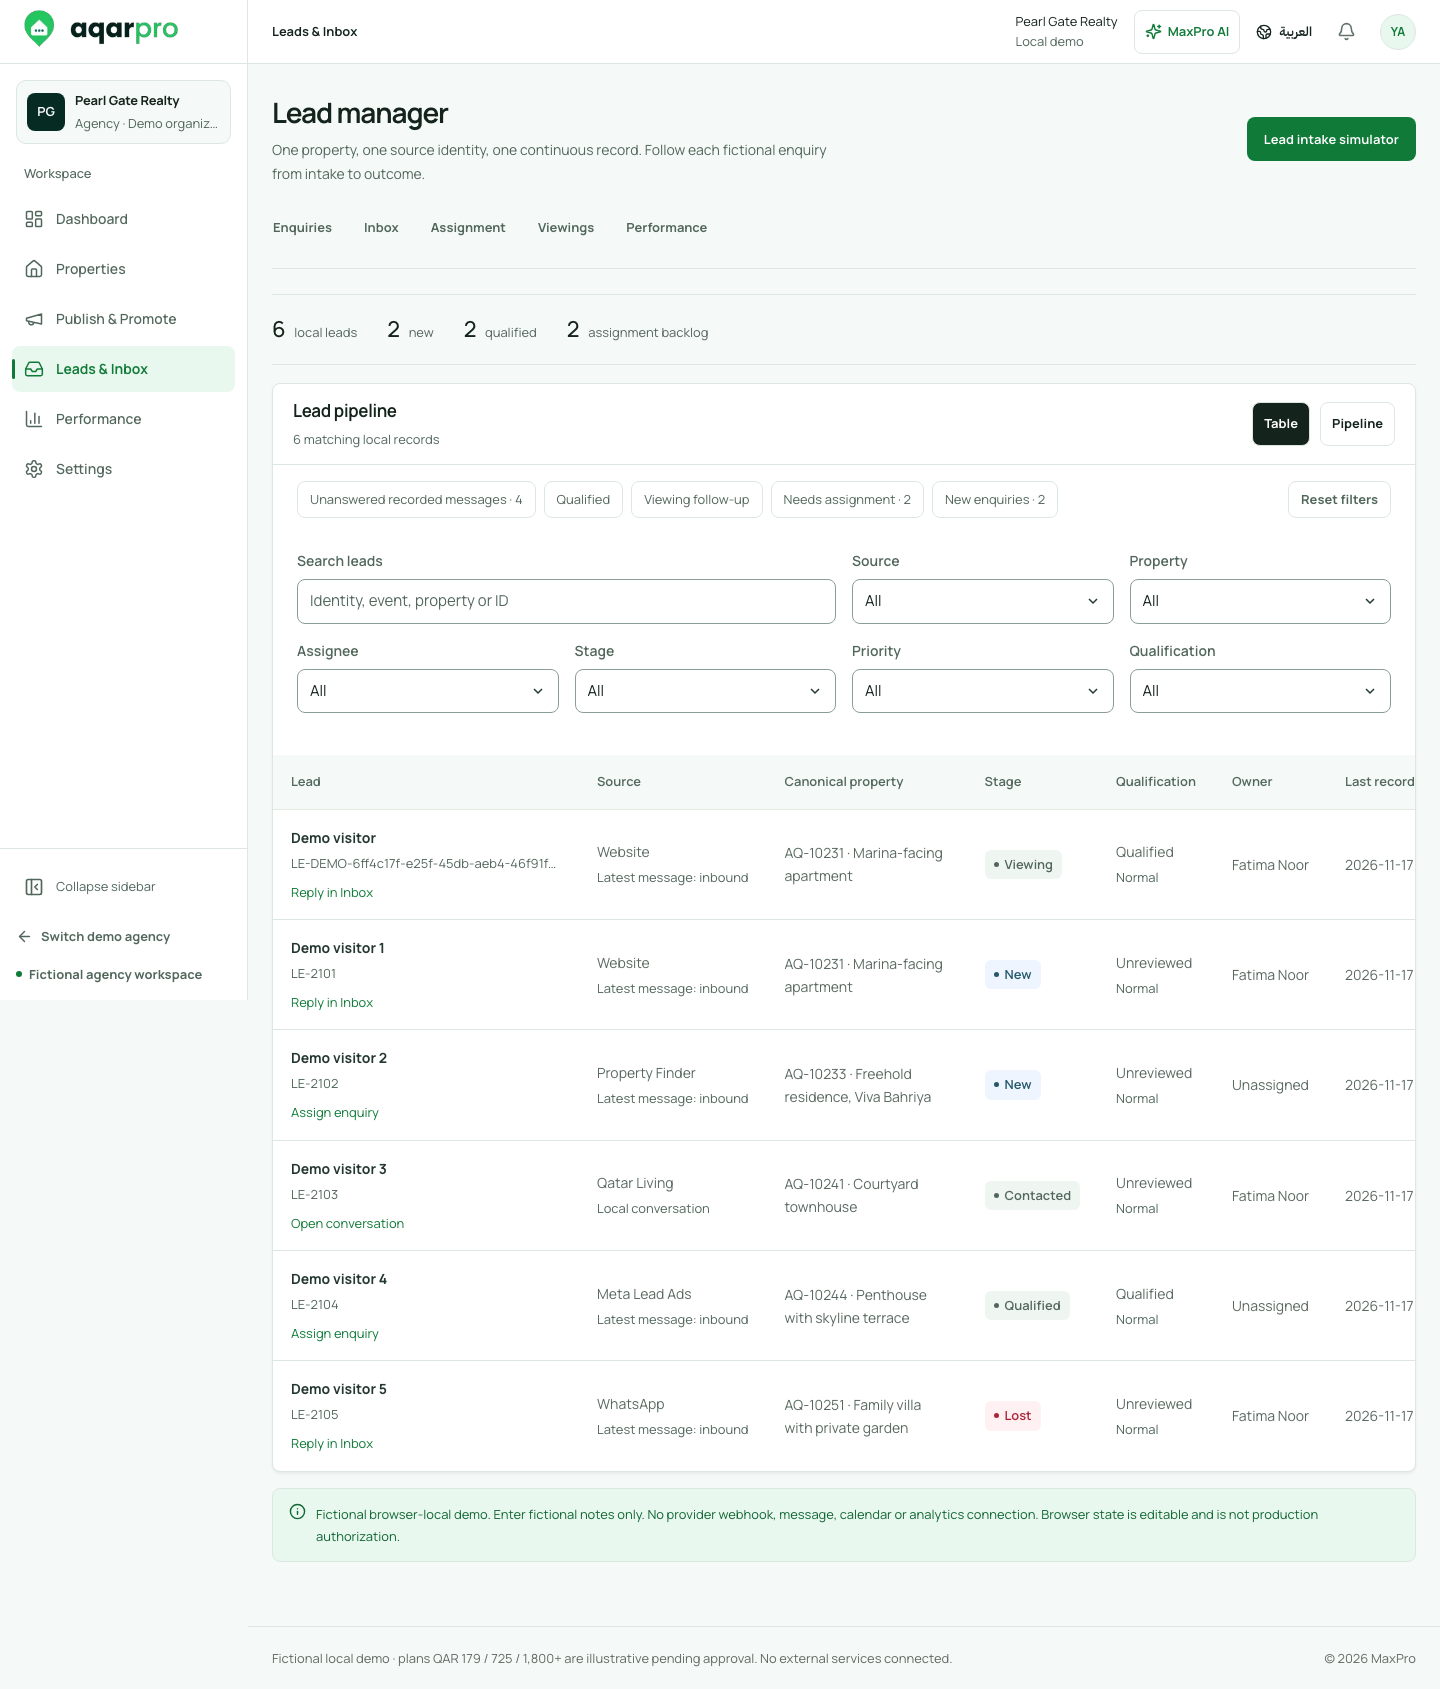 aqarpro
Leads & Inbox
Pearl Gate Realty
Local demo
MaxPro AI
العربية
YA
PG
Pearl Gate Realty
Agency · Demo organiz...
Workspace
Dashboard
Properties
Publish & Promote
Leads & Inbox
Performance
Settings
Collapse sidebar
Switch demo agency
Fictional agency workspace
Lead manager
One property, one source identity, one continuous record. Follow each fictional enquiry
from intake to outcome.
Lead intake simulator
Enquiries Inbox Assignment Viewings Performance
6 local leads 2 new 2 qualified 2 assignment backlog
Lead pipeline
6 matching local records
Table Pipeline
Unanswered recorded messages · 4 Qualified Viewing follow-up Needs assignment · 2 New enquiries · 2 Reset filters
Search leads Source Property
Identity, event, property or ID All All
Assignee Stage Priority Qualification
All All All All
Lead Source Canonical property Stage Qualification Owner Last record
Demo visitor
LE-DEMO-6ff4c17f-e25f-45db-aeb4-46f91f...
Reply in Inbox
Website
Latest message: inbound
AQ-10231 · Marina-facing
apartment
Viewing
Qualified
Normal
Fatima Noor
2026-11-17
Demo visitor 1
LE-2101
Reply in Inbox
Website
Latest message: inbound
AQ-10231 · Marina-facing
apartment
New
Unreviewed
Normal
Fatima Noor
2026-11-17
Demo visitor 2
LE-2102
Assign enquiry
Property Finder
Latest message: inbound
AQ-10233 · Freehold
residence, Viva Bahriya
New
Unreviewed
Normal
Unassigned
2026-11-17
Demo visitor 3
LE-2103
Open conversation
Qatar Living
Local conversation
AQ-10241 · Courtyard
townhouse
Contacted
Unreviewed
Normal
Fatima Noor
2026-11-17
Demo visitor 4
LE-2104
Assign enquiry
Meta Lead Ads
Latest message: inbound
AQ-10244 · Penthouse
with skyline terrace
Qualified
Qualified
Normal
Unassigned
2026-11-17
Demo visitor 5
LE-2105
Reply in Inbox
WhatsApp
Latest message: inbound
AQ-10251 · Family villa
with private garden
Lost
Unreviewed
Normal
Fatima Noor
2026-11-17
Fictional browser-local demo. Enter fictional notes only. No provider webhook, message, calendar or analytics connection. Browser state is editable and is not production
authorization.
Fictional local demo · plans QAR 179 / 725 / 1,800+ are illustrative pending approval. No external services connected.
© 2026 MaxPro